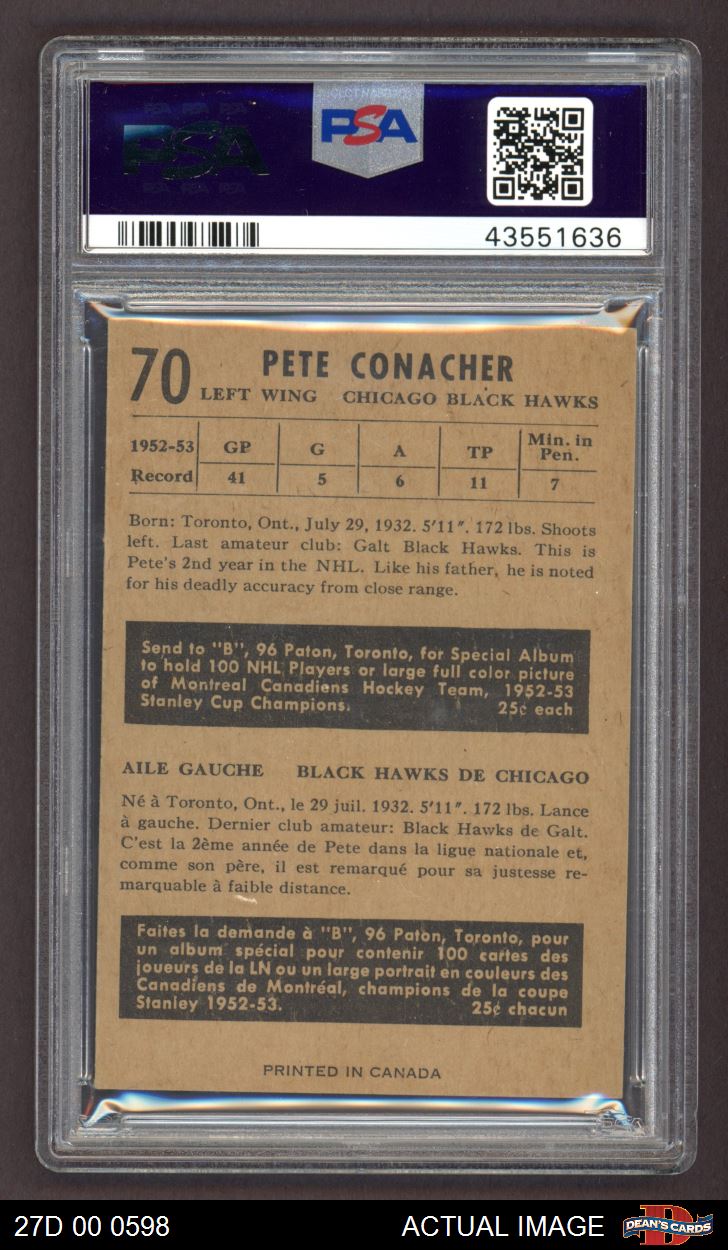 PSA
PSA
43551636
70 PETE CONACHER
LEFT WING CHICAGO BLACK HAWKS
1952-53 GP G A TP Min. in Pen.
Record 41 5 6 11 7
Born: Toronto, Ont., July 29, 1932. 5'11". 172 lbs. Shoots
left. Last amateur club: Galt Black Hawks. This is
Pete's 2nd year in the NHL. Like his father, he is noted
for his deadly accuracy from close range.
Send to "B", 96 Paton, Toronto, for Special Album
to hold 100 NHL Players or large full color picture
of Montreal Canadiens Hockey Team, 1952-53
Stanley Cup Champions. 25¢ each
AILE GAUCHE BLACK HAWKS DE CHICAGO
Né à Toronto, Ont., le 29 juil. 1932. 5'11". 172 lbs. Lance
à gauche. Dernier club amateur: Black Hawks de Galt.
C'est la 2ème année de Pete dans la ligue nationale et,
comme son père, il est remarqué pour sa justesse re-
marquable à faible distance.
Faites la demande à "B", 96 Paton, Toronto, pour
un album spécial pour contenir 100 cartes des
joueurs de la LN ou un large portrait en couleurs des
Canadiens de Montréal, champions de la coupe
Stanley 1952-53. 25¢ chacun
PRINTED IN CANADA
27D 00 0598 ACTUAL IMAGE DEAN'S CARDS